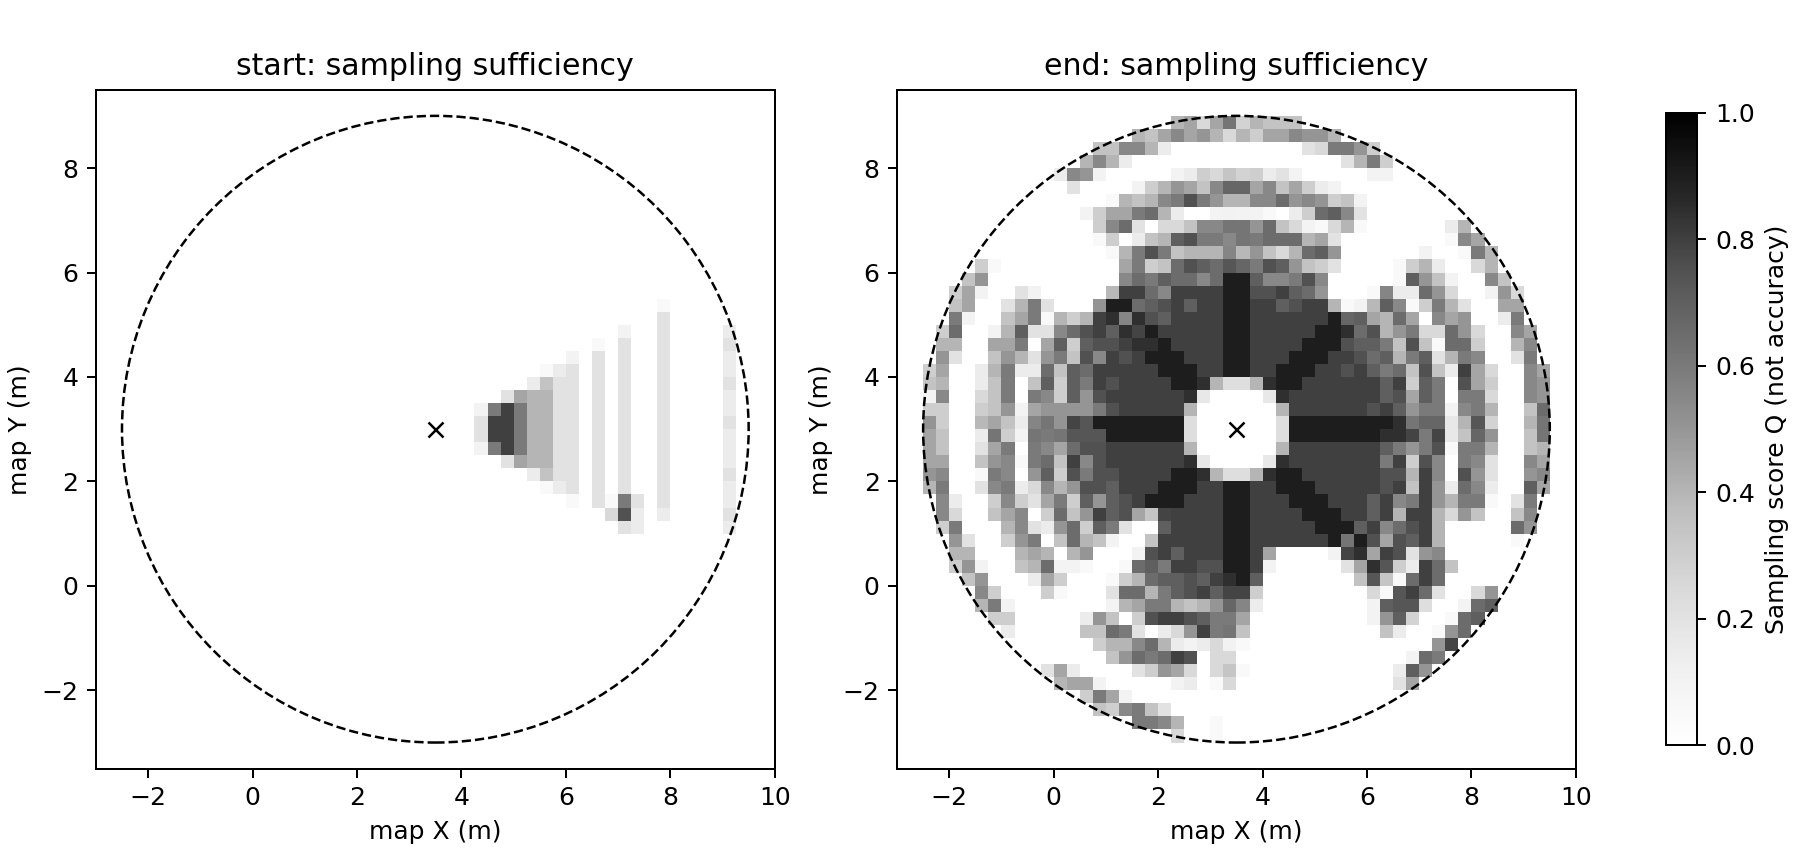 start: sampling sufficiency
end: sampling sufficiency
8
6
4
2
0
−2
map Y (m)
−2 0 2 4 6 8 10
map X (m)
8
6
4
2
0
−2
map Y (m)
−2 0 2 4 6 8 10
map X (m)
1.0
0.8
0.6
0.4
0.2
0.0
Sampling score Q (not accuracy)